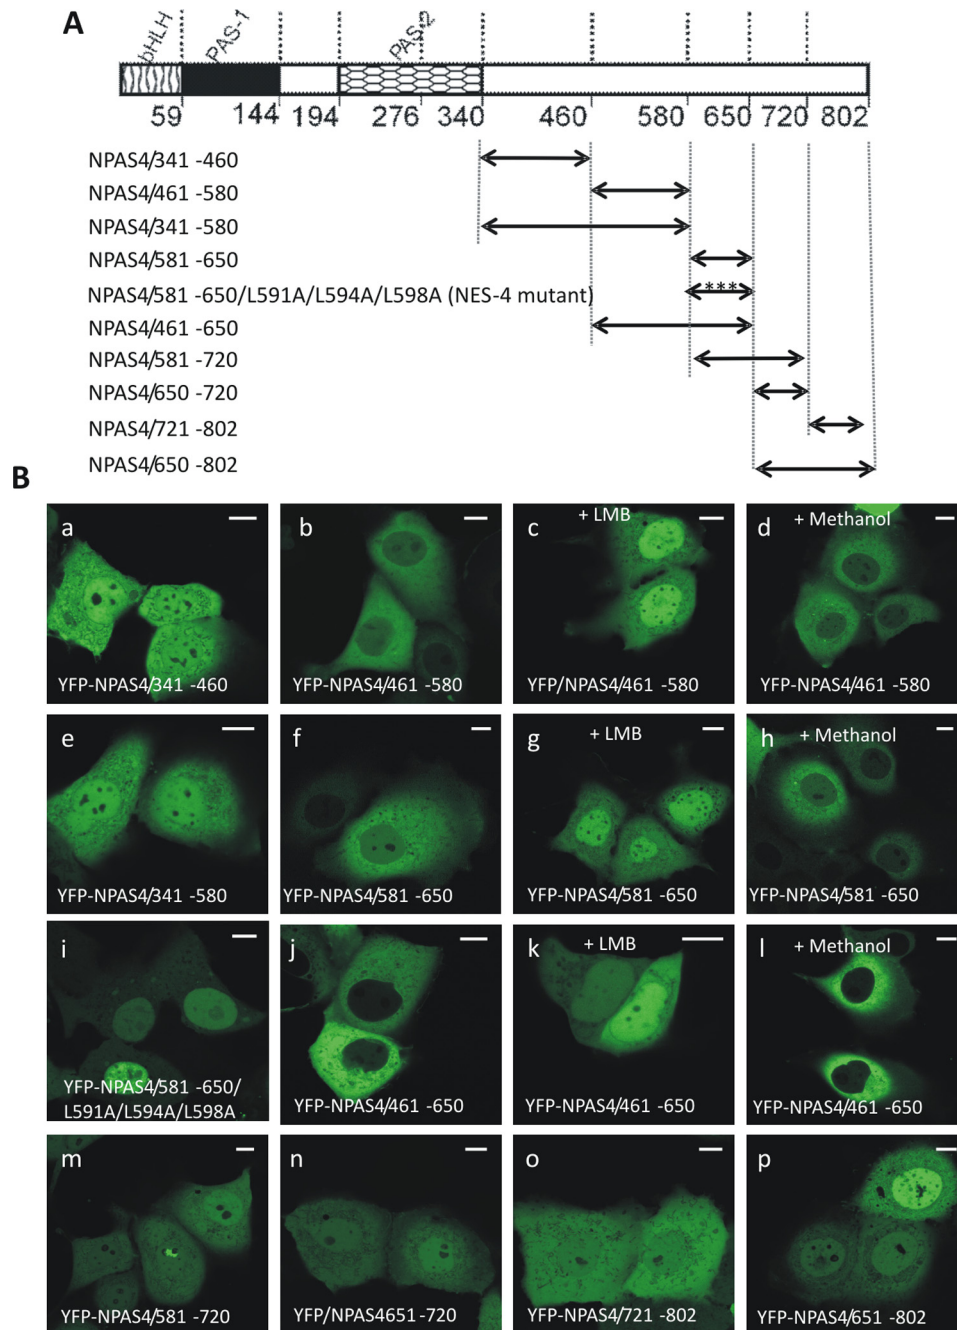 A
bHLH
PAS-1
PAS-2
59 144 194 276 340 460 580 650 720 802
NPAS4/341 -460
NPAS4/461 -580
NPAS4/341 -580
NPAS4/581 -650
NPAS4/581 -650/L591A/L594A/L598A (NES-4 mutant)
***
NPAS4/461 -650
NPAS4/581 -720
NPAS4/650 -720
NPAS4/721 -802
NPAS4/650 -802
B
a
YFP-NPAS4/341 -460
b
YFP-NPAS4/461 -580
c
+ LMB
YFP/NPAS4/461 -580
d
+ Methanol
YFP-NPAS4/461 -580
e
YFP-NPAS4/341 -580
f
YFP-NPAS4/581 -650
g
+ LMB
YFP-NPAS4/581 -650
h
+ Methanol
YFP-NPAS4/581 -650
i
YFP-NPAS4/581 -650/
L591A/L594A/L598A
j
YFP-NPAS4/461 -650
k
+ LMB
YFP-NPAS4/461 -650
l
+ Methanol
YFP-NPAS4/461 -650
m
YFP-NPAS4/581 -720
n
YFP/NPAS4651 -720
o
YFP-NPAS4/721 -802
p
YFP-NPAS4/651 -802